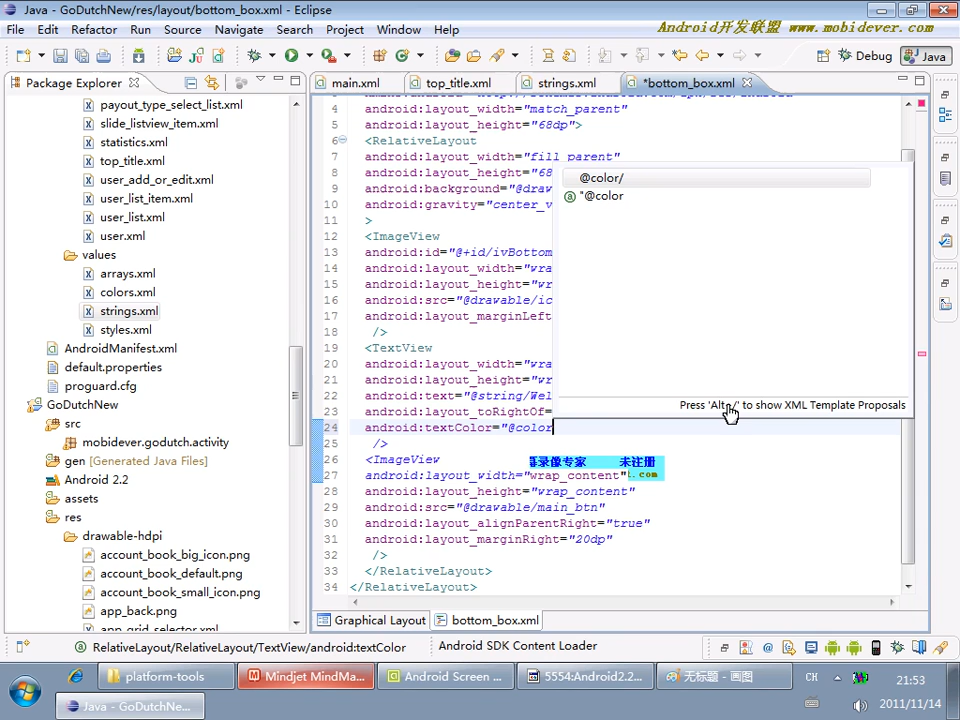 Java - GoDutchNew/res/layout/bottom_box.xml - Eclipse
File Edit Refactor Run Source Navigate Search Project Window Help
Android开发联盟 www.mobidever.com
Debug
Java
Package Explorer
main.xml
top_title.xml
strings.xml
*bottom_box.xml
payout_type_select_list.xml
slide_listview_item.xml
statistics.xml
top_title.xml
user_add_or_edit.xml
user_list_item.xml
user_list.xml
user.xml
values
arrays.xml
colors.xml
strings.xml
styles.xml
AndroidManifest.xml
default.properties
proguard.cfg
GoDutchNew
src
mobidever.godutch.activity
gen [Generated Java Files]
Android 2.2
assets
res
drawable-hdpi
account_book_big_icon.png
account_book_default.png
account_book_small_icon.png
app_back.png
4 android:layout_width="match_parent"
5 android:layout_height="68dp">
6 <RelativeLayout
7 android:layout_width="fill_parent"
8 android:layout_height="68
9 android:background="@draw
10 android:gravity="center_v
11 >
12 <ImageView
13 android:id="@+id/ivBottom
14 android:layout_width="wra
15 android:layout_height="wr
16 android:src="@drawable/ic
17 android:layout_marginLeft
18 />
19 <TextView
20 android:layout_width="wra
21 android:layout_height="wr
22 android:text="@string/Wel
23 android:layout_toRightOf=
24 android:textColor="@color
25 />
26 <ImageView
27 android:layout_width="wrap_content"
28 android:layout_height="wrap_content"
29 android:src="@drawable/main_btn"
30 android:layout_alignParentRight="true"
31 android:layout_marginRight="20dp"
32 />
33 </RelativeLayout>
34 </RelativeLayout>
@color/
"@color
Press 'Alt+/' to show XML Template Proposals
录像专家 未注册
.com
Graphical Layout
bottom_box.xml
RelativeLayout/RelativeLayout/TextView/android:textColor
Android SDK Content Loader
platform-tools
Mindjet MindMa...
Android Screen ...
5554:Android2.2...
无标题 - 画图
CH
21:53
Java - GoDutchNe...
2011/11/14